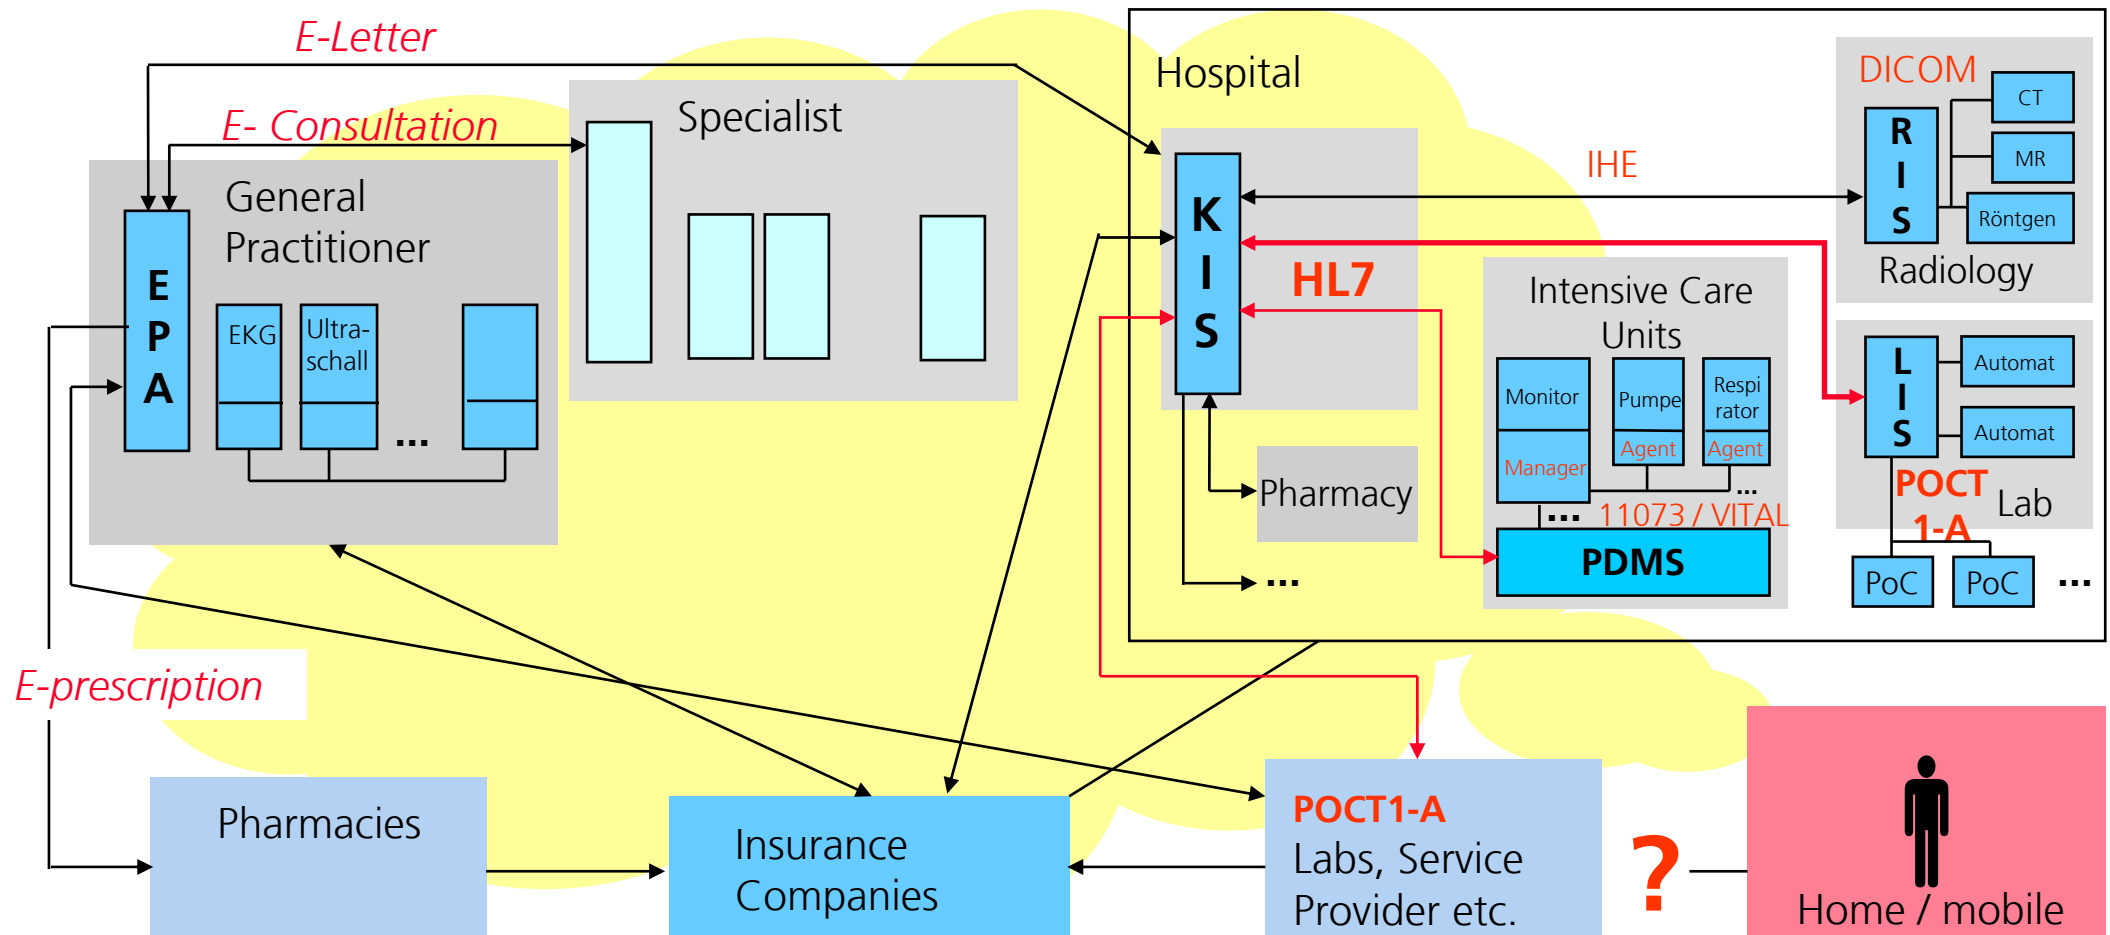 E-Letter
E- Consultation
Specialist
General
Practitioner
E
P
A
EKG
Ultra-
schall
...
Hospital
K
I
S
IHE
HL7
DICOM
R
I
S
CT
MR
Röntgen
Radiology
Intensive Care
Units
Monitor
Manager
Pumpe
Agent
Respi
rator
Agent
...
... 11073 / VITAL
PDMS
L
I
S
Automat
Automat
POCT
1-A
Lab
PoC
PoC
...
Pharmacy
...
E-prescription
Pharmacies
Insurance
Companies
POCT1-A
Labs, Service
Provider etc.
?
Home / mobile